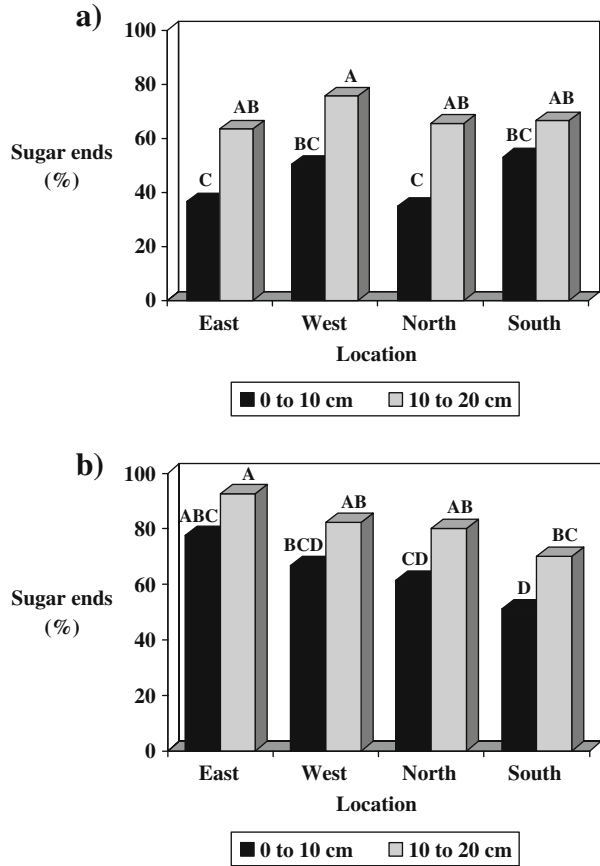 a)
100
80
60
40
20
0
Sugar ends
(%)
C
AB
BC
A
C
AB
BC
AB
East West North South
Location
0 to 10 cm 10 to 20 cm
b)
100
80
60
40
20
0
Sugar ends
(%)
ABC
A
BCD
AB
CD
AB
D
BC
East West North South
Location
0 to 10 cm 10 to 20 cm